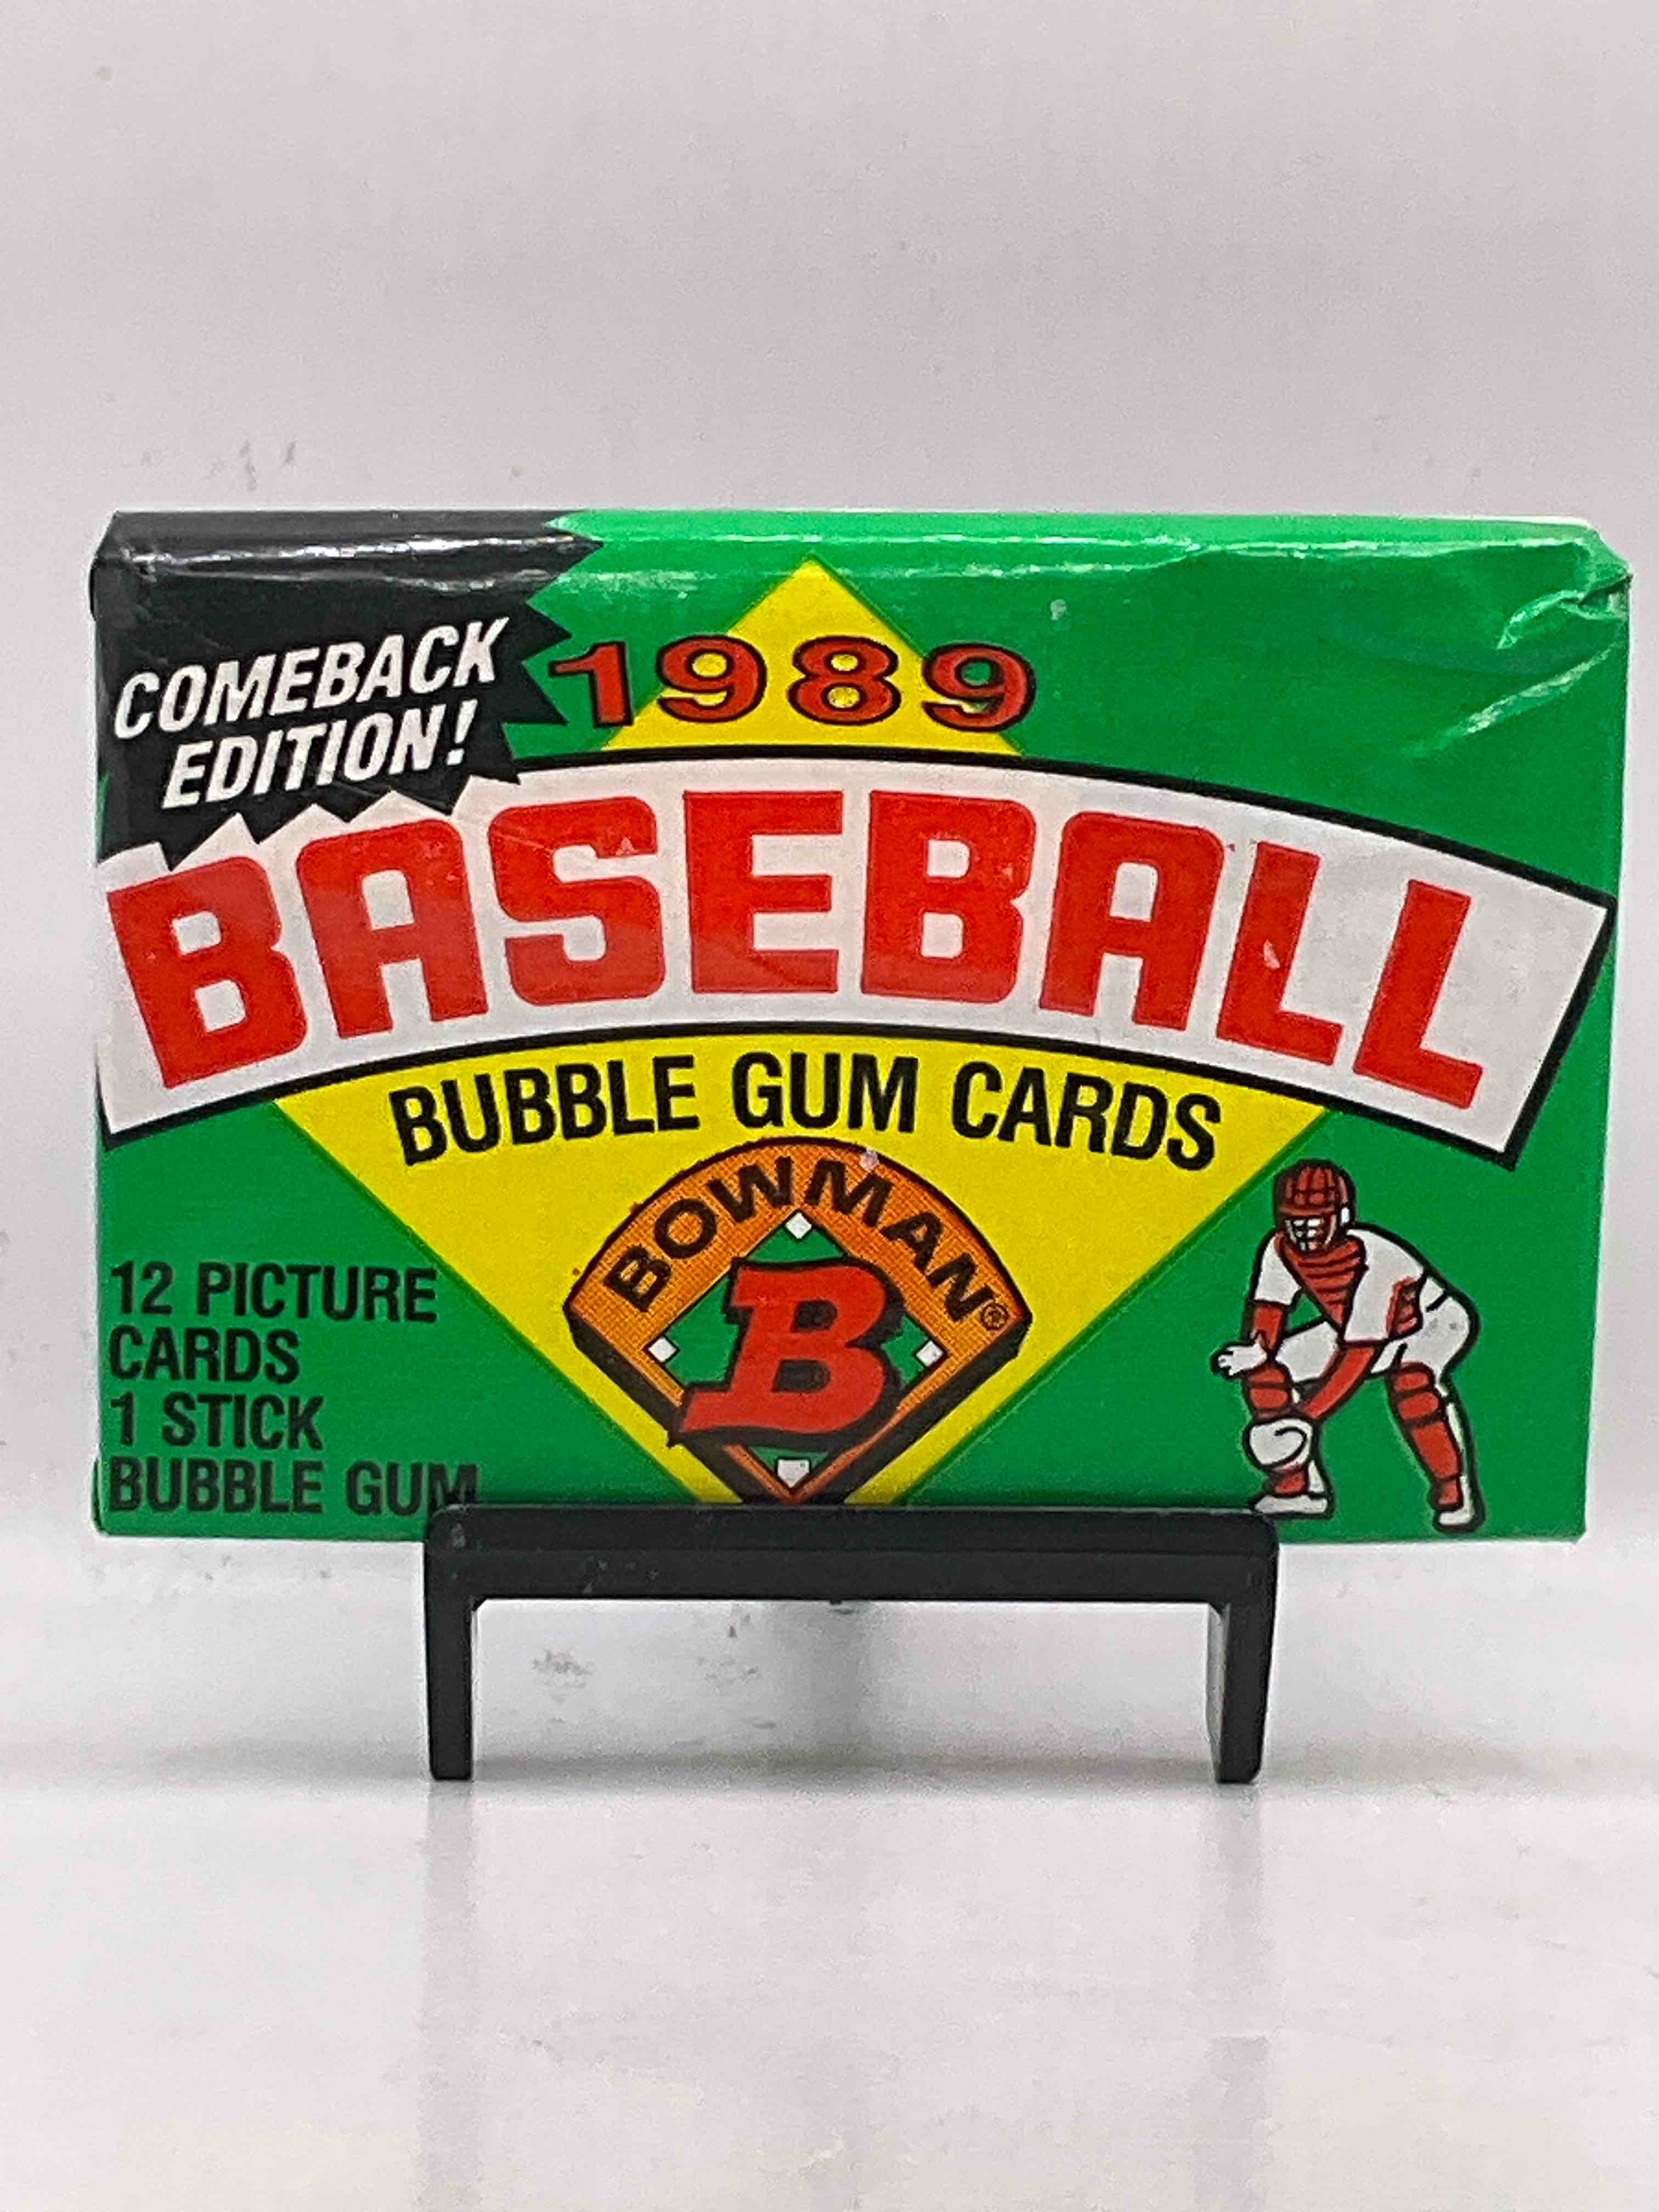 COMEBACK
EDITION!
1989
BASEBALL
BUBBLE GUM CARDS
BOWMAN®
B
12 PICTURE
CARDS
1 STICK
BUBBLE GUM